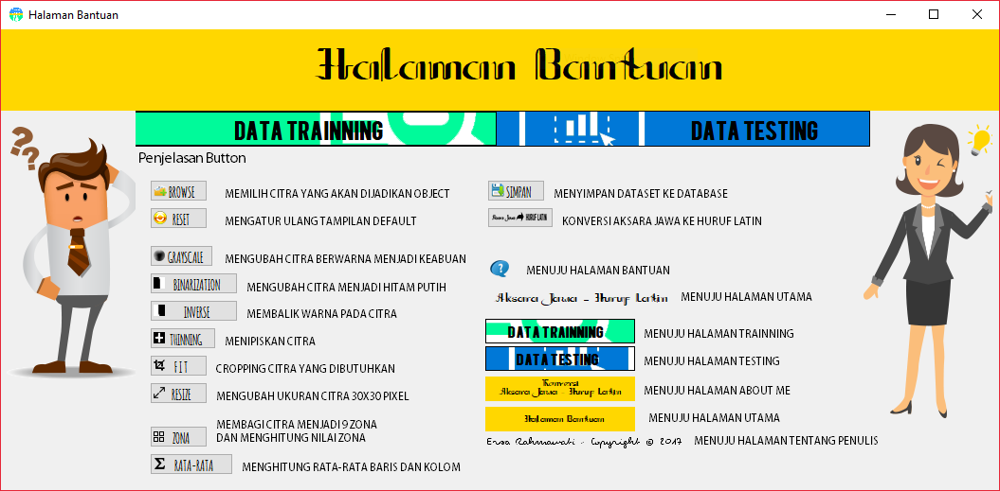 Halaman Bantuan
Halaman Bantuan
DATA TRAINNING
DATA TESTING
Penjelasan Button
BROWSE MEMILIH CITRA YANG AKAN DIJADIKAN OBJECT
RESET MENGATUR ULANG TAMPILAN DEFAULT
GRAYSCALE MENGUBAH CITRA BERWARNA MENJADI KEABUAN
BINARIZATION MENGUBAH CITRA MENJADI HITAM PUTIH
INVERSE MEMBALIK WARNA PADA CITRA
THINNING MENIPISKAN CITRA
FIT CROPPING CITRA YANG DIBUTUHKAN
RESIZE MENGUBAH UKURAN CITRA 30X30 PIXEL
ZONA MEMBAGI CITRA MENJADI 9 ZONA
DAN MENGHITUNG NILAI ZONA
RATA-RATA MENGHITUNG RATA-RATA BARIS DAN KOLOM
SIMPAN MENYIMPAN DATASET KE DATABASE
Aksara Jawa HURUF LATIN KONVERSI AKSARA JAWA KE HURUF LATIN
? MENUJU HALAMAN BANTUAN
Aksara Jawa - Huruf Latin MENUJU HALAMAN UTAMA
DATA TRAINNING MENUJU HALAMAN TRAINNING
DATA TESTING MENUJU HALAMAN TESTING
Konversi
Aksara Jawa - Huruf Latin MENUJU HALAMAN ABOUT ME
Halaman Bantuan MENUJU HALAMAN UTAMA
Ersa Rahmawati - Copyright © 2017 MENUJU HALAMAN TENTANG PENULIS